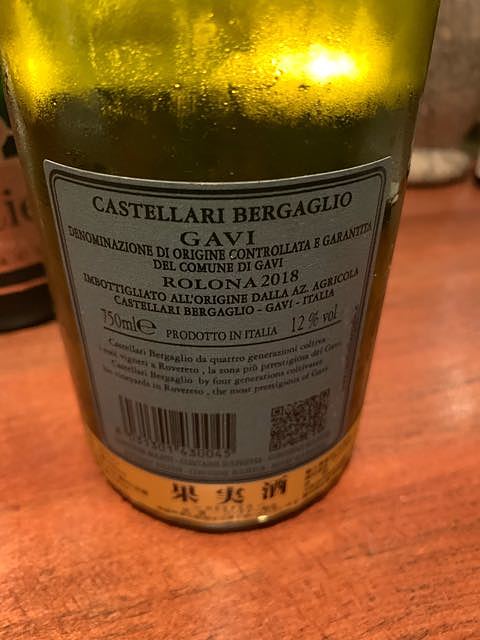 CASTELLARI BERGAGLIO
GAVI
DENOMINAZIONE DI ORIGINE CONTROLLATA E GARANTITA
DEL COMUNE DI GAVI
ROLONA 2018
IMBOTTIGLIATO ALL'ORIGINE DALLA AZ. AGRICOLA
CASTELLARI BERGAGLIO - GAVI - ITALIA
750ml e PRODOTTO IN ITALIA 12 % vol
Castellari Bergaglio da quattro generazioni coltiva
i suoi vigneti a Rovereto, la zona più prestigiosa del Gavi.
Castellari Bergaglio by four generations cultivates
his vineyards in Rovereto, the most prestigious of Gavi
果実酒